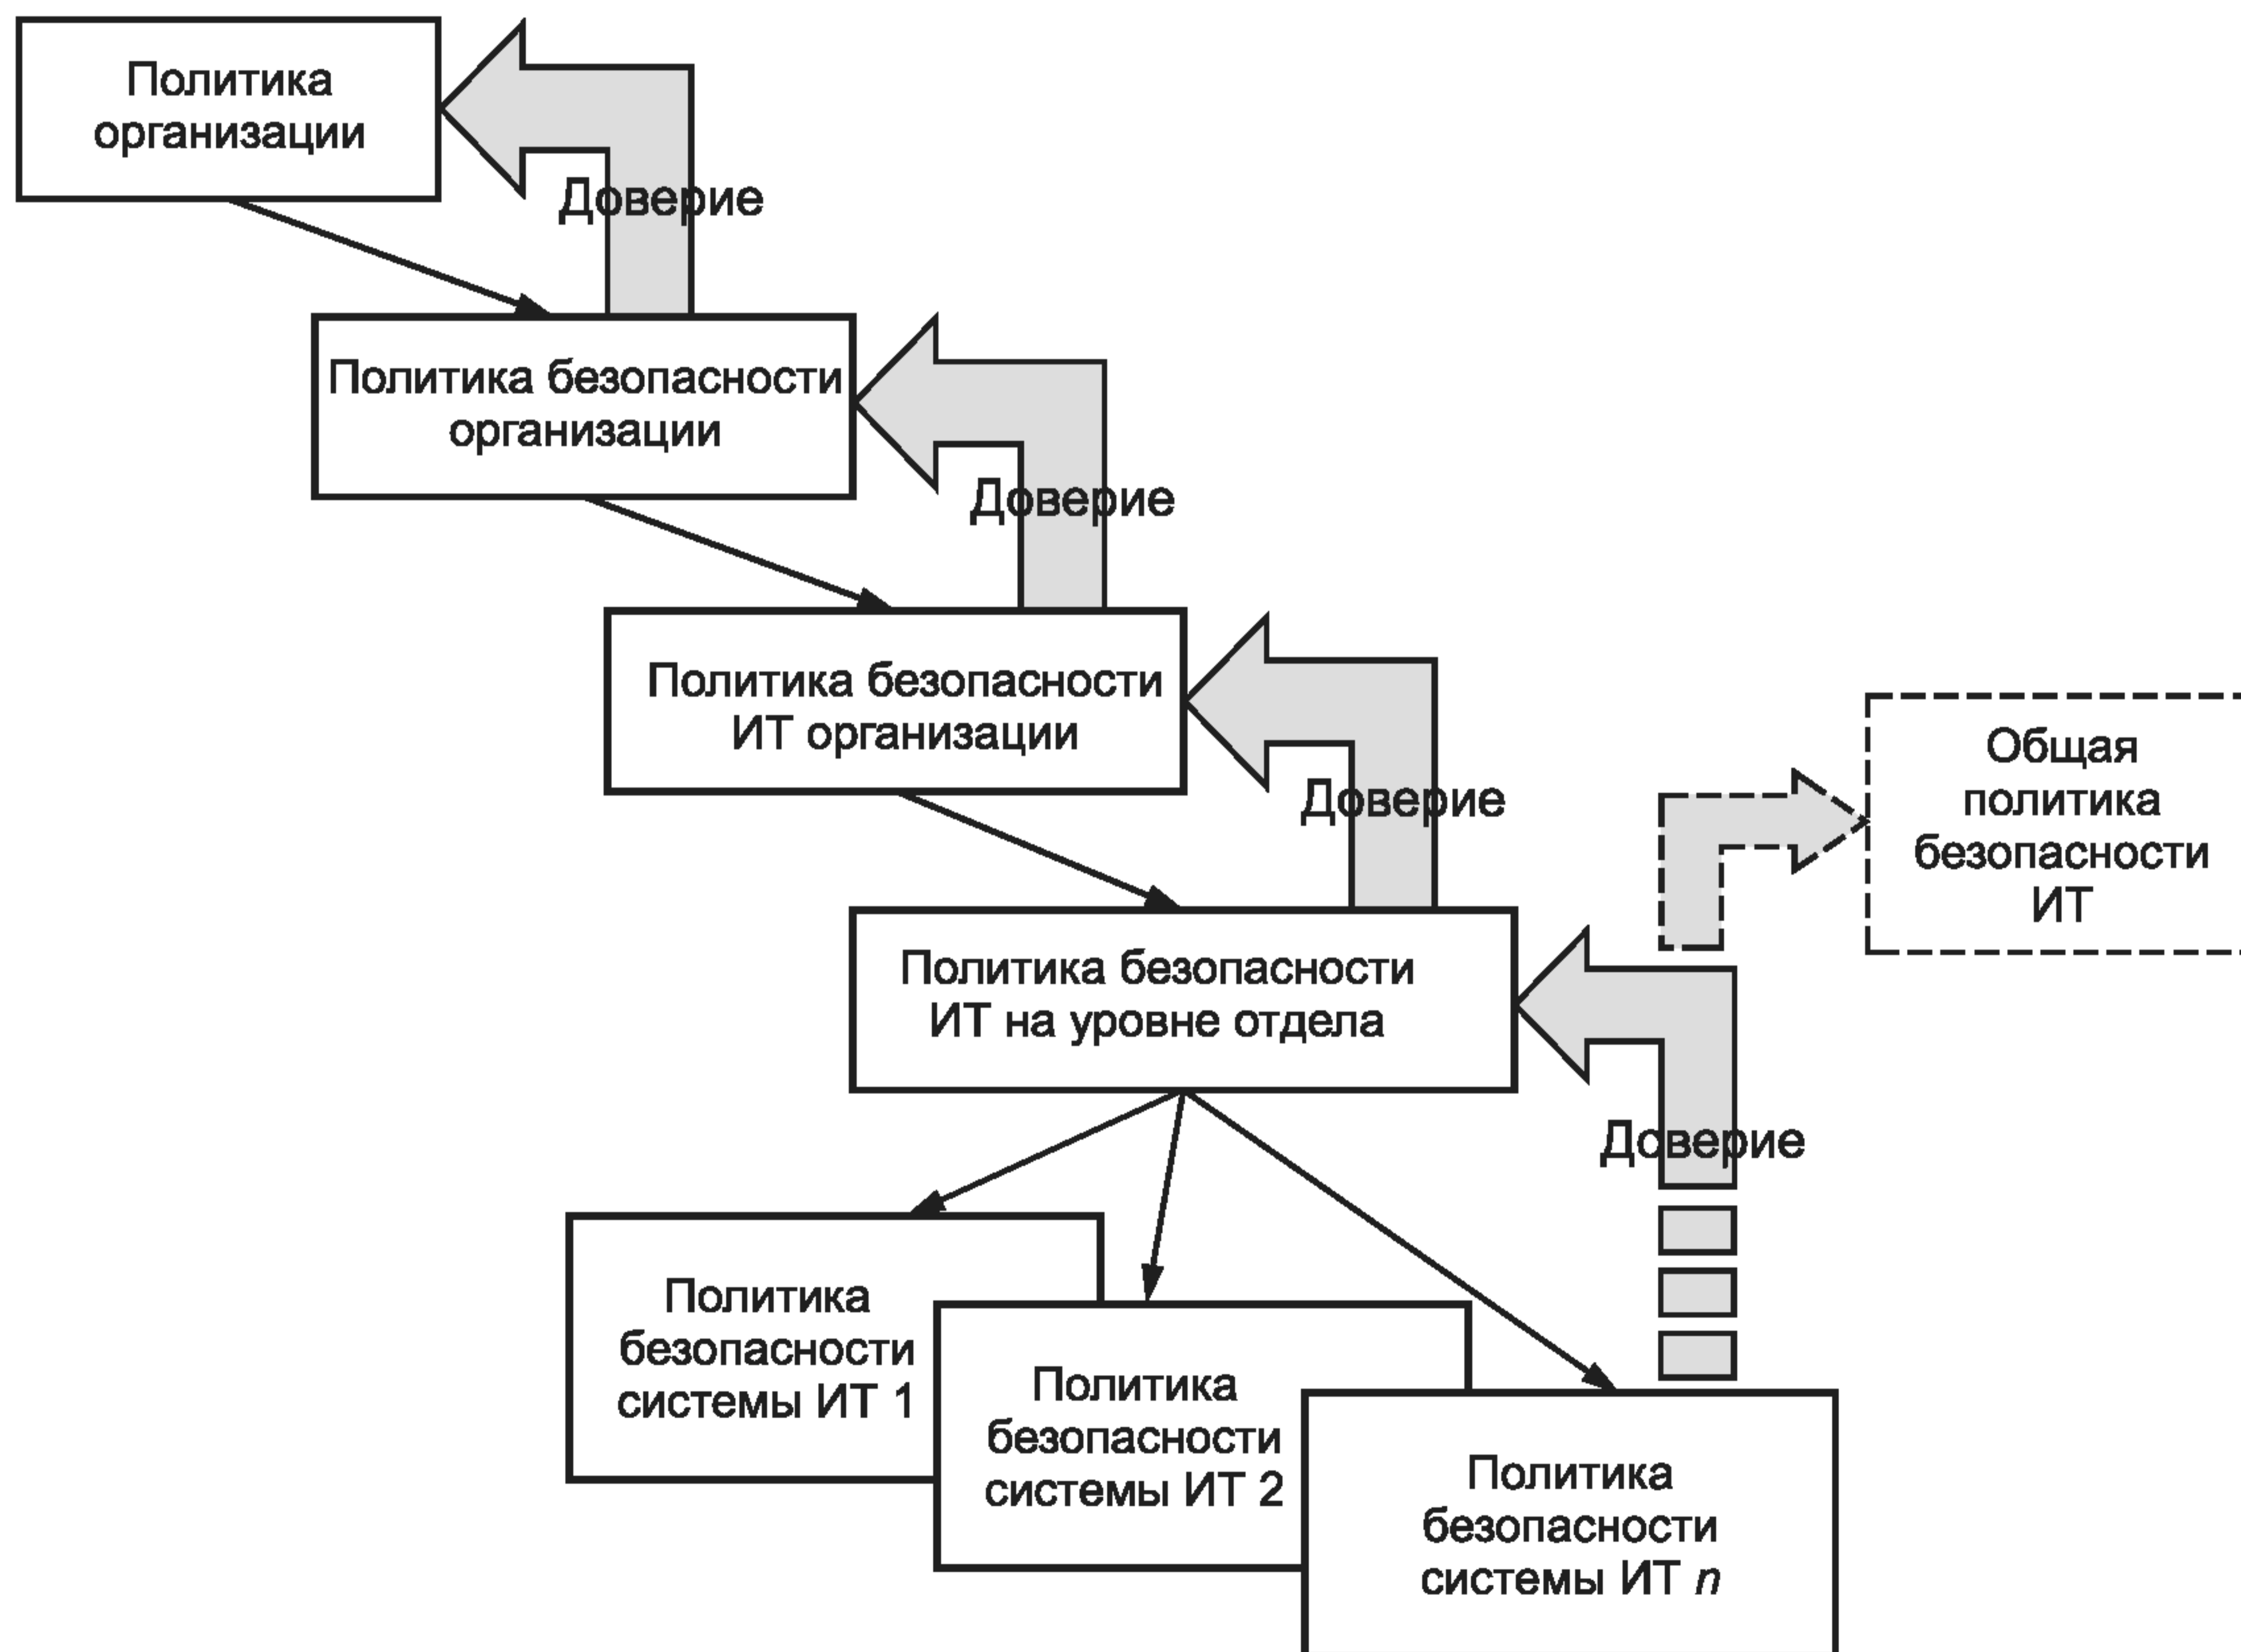 Политика
организации
Доверие
Политика безопасности
организации
Доверие
Политика безопасности
ИТ организации
Доверие
Общая
политика
безопасности
ИТ
Политика безопасности
ИТ на уровне отдела
Доверие
Политика
безопасности
системы ИТ 1
Политика
безопасности
системы ИТ 2
Политика
безопасности
системы ИТ n